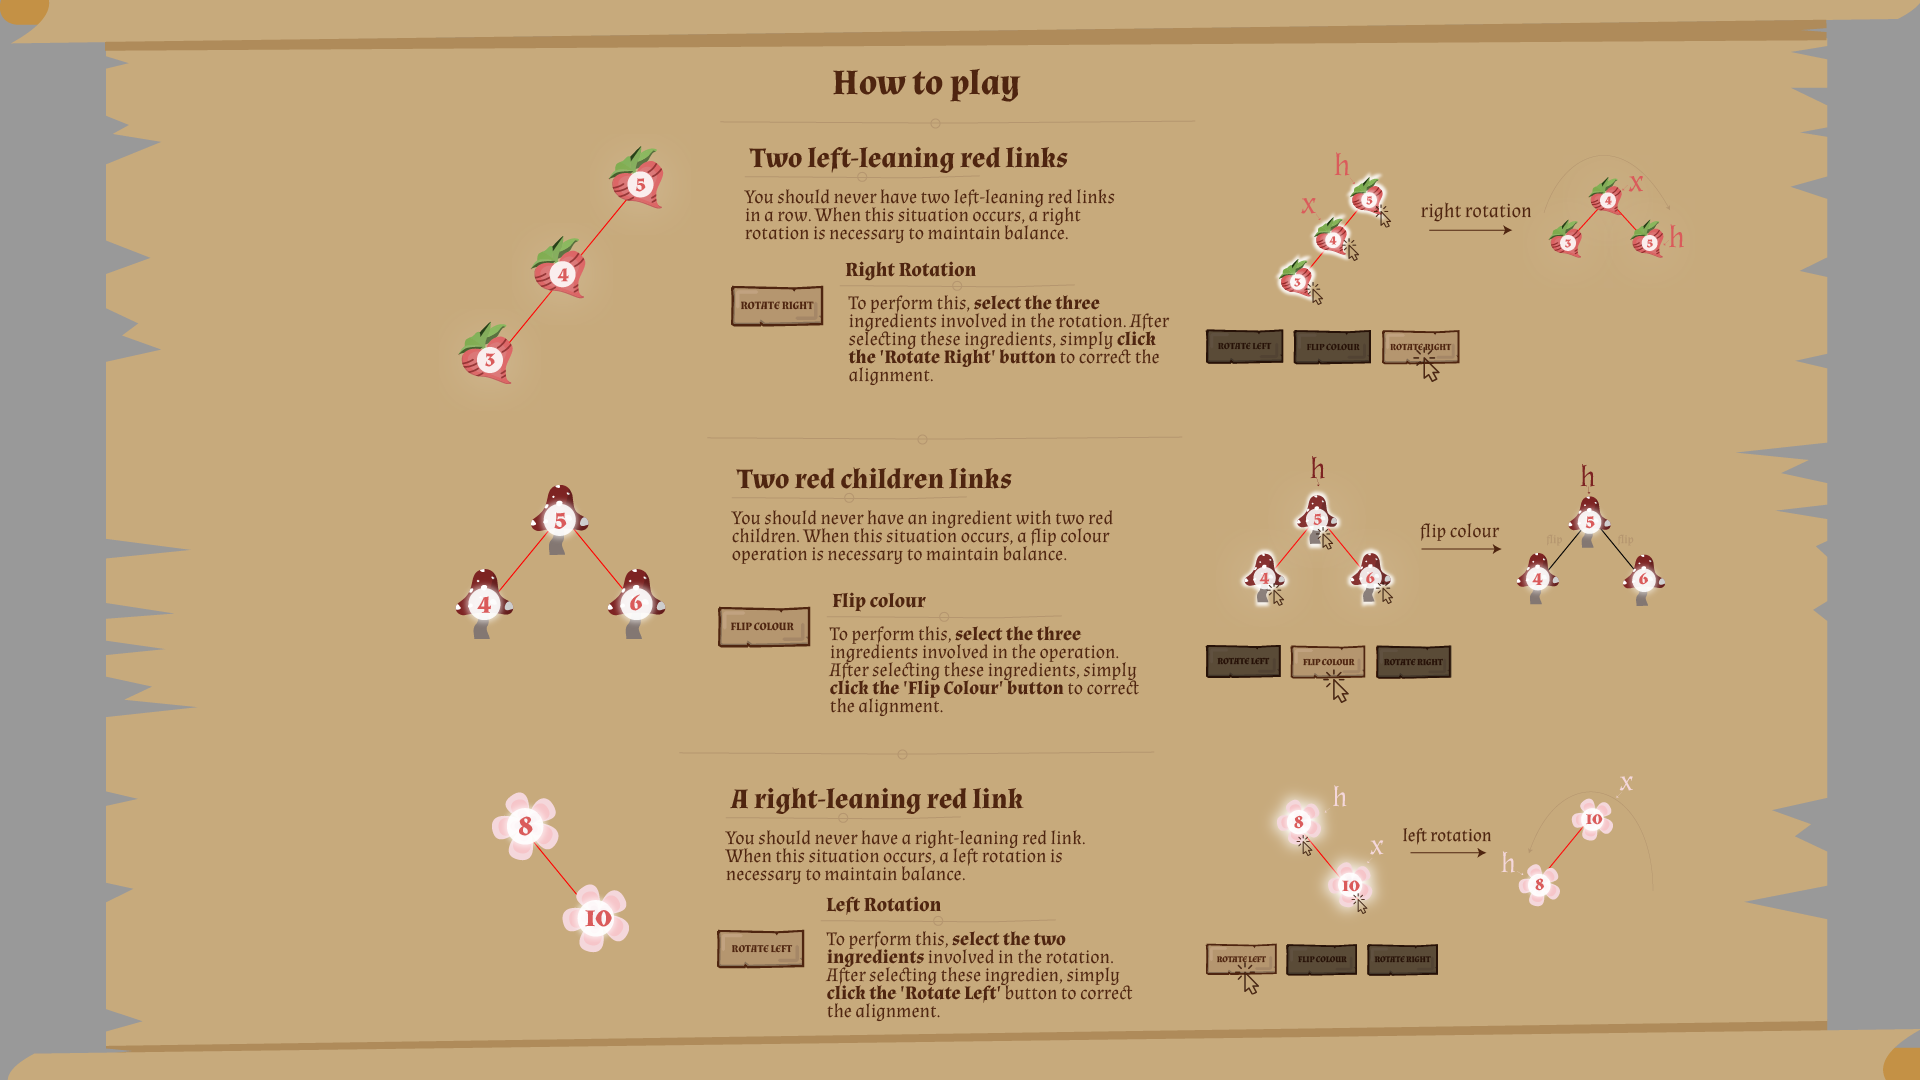 How to play
5
4
3
Two left-leaning red links
You should never have two left-leaning red links
in a row. When this situation occurs, a right
rotation is necessary to maintain balance.
Right Rotation
ROTATE RIGHT
To perform this, select the three
ingredients involved in the rotation. After
selecting these ingredients, simply click
the 'Rotate Right' button to correct the
alignment.
h
5
x
4
3
right rotation
x
4
3
5
h
ROTATE LEFT
FLIP COLOUR
ROTATE RIGHT
5
4
6
Two red children links
You should never have an ingredient with two red
children. When this situation occurs, a flip colour
operation is necessary to maintain balance.
Flip colour
FLIP COLOUR
To perform this, select the three
ingredients involved in the operation.
After selecting these ingredients, simply
click the 'Flip Colour' button to correct
the alignment.
h
5
4
6
flip colour
h
5
flip
flip
4
6
ROTATE LEFT
FLIP COLOUR
ROTATE RIGHT
8
10
A right-leaning red link
You should never have a right-leaning red link.
When this situation occurs, a left rotation is
necessary to maintain balance.
Left Rotation
ROTATE LEFT
To perform this, select the two
ingredients involved in the rotation.
After selecting these ingredien, simply
click the 'Rotate Left' button to correct
the alignment.
h
8
x
10
left rotation
x
10
h
8
ROTATE LEFT
FLIP COLOUR
ROTATE RIGHT